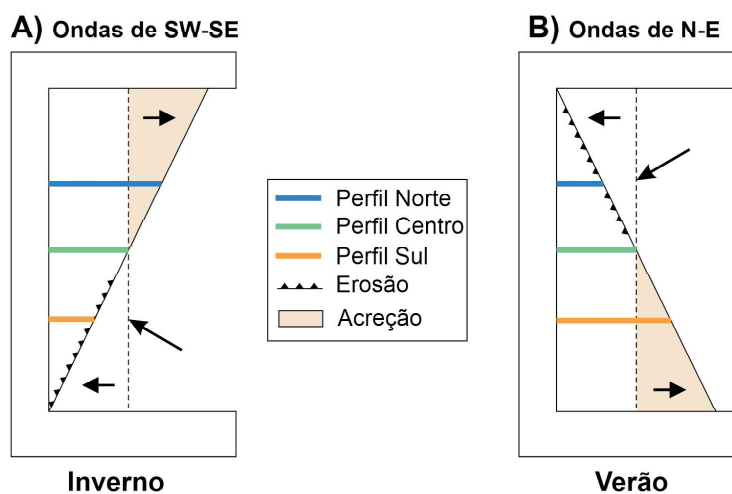 A) Ondas de SW-SE
B) Ondas de N-E
Perfil Norte
Perfil Centro
Perfil Sul
Erosão
Acreção
Inverno
Verão